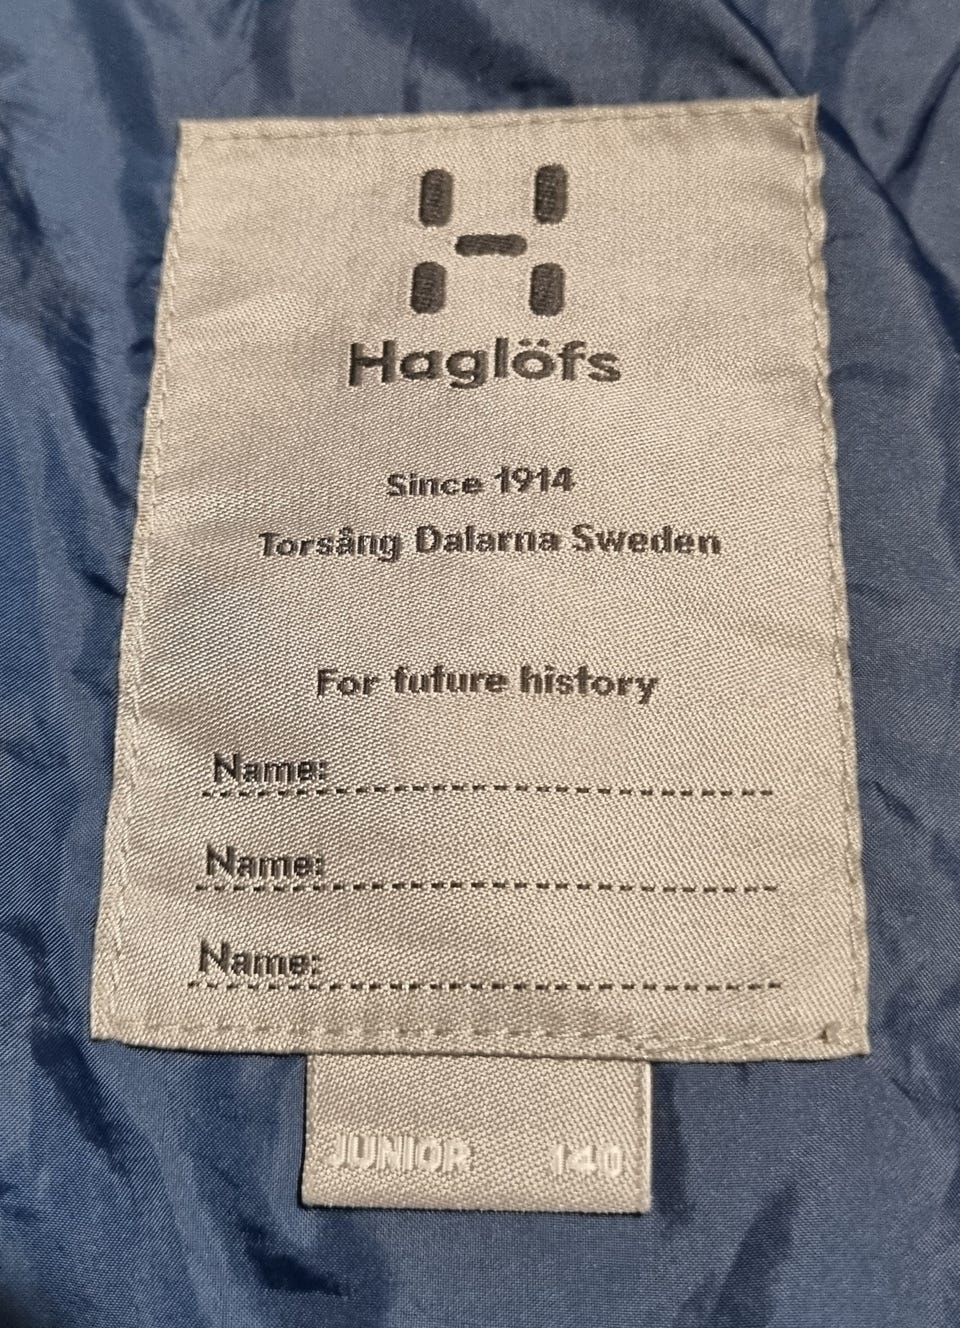 Haglöfs
Since 1914
Torsång Dalarna Sweden
For future history
Name:
Name:
Name:
JUNIOR 140